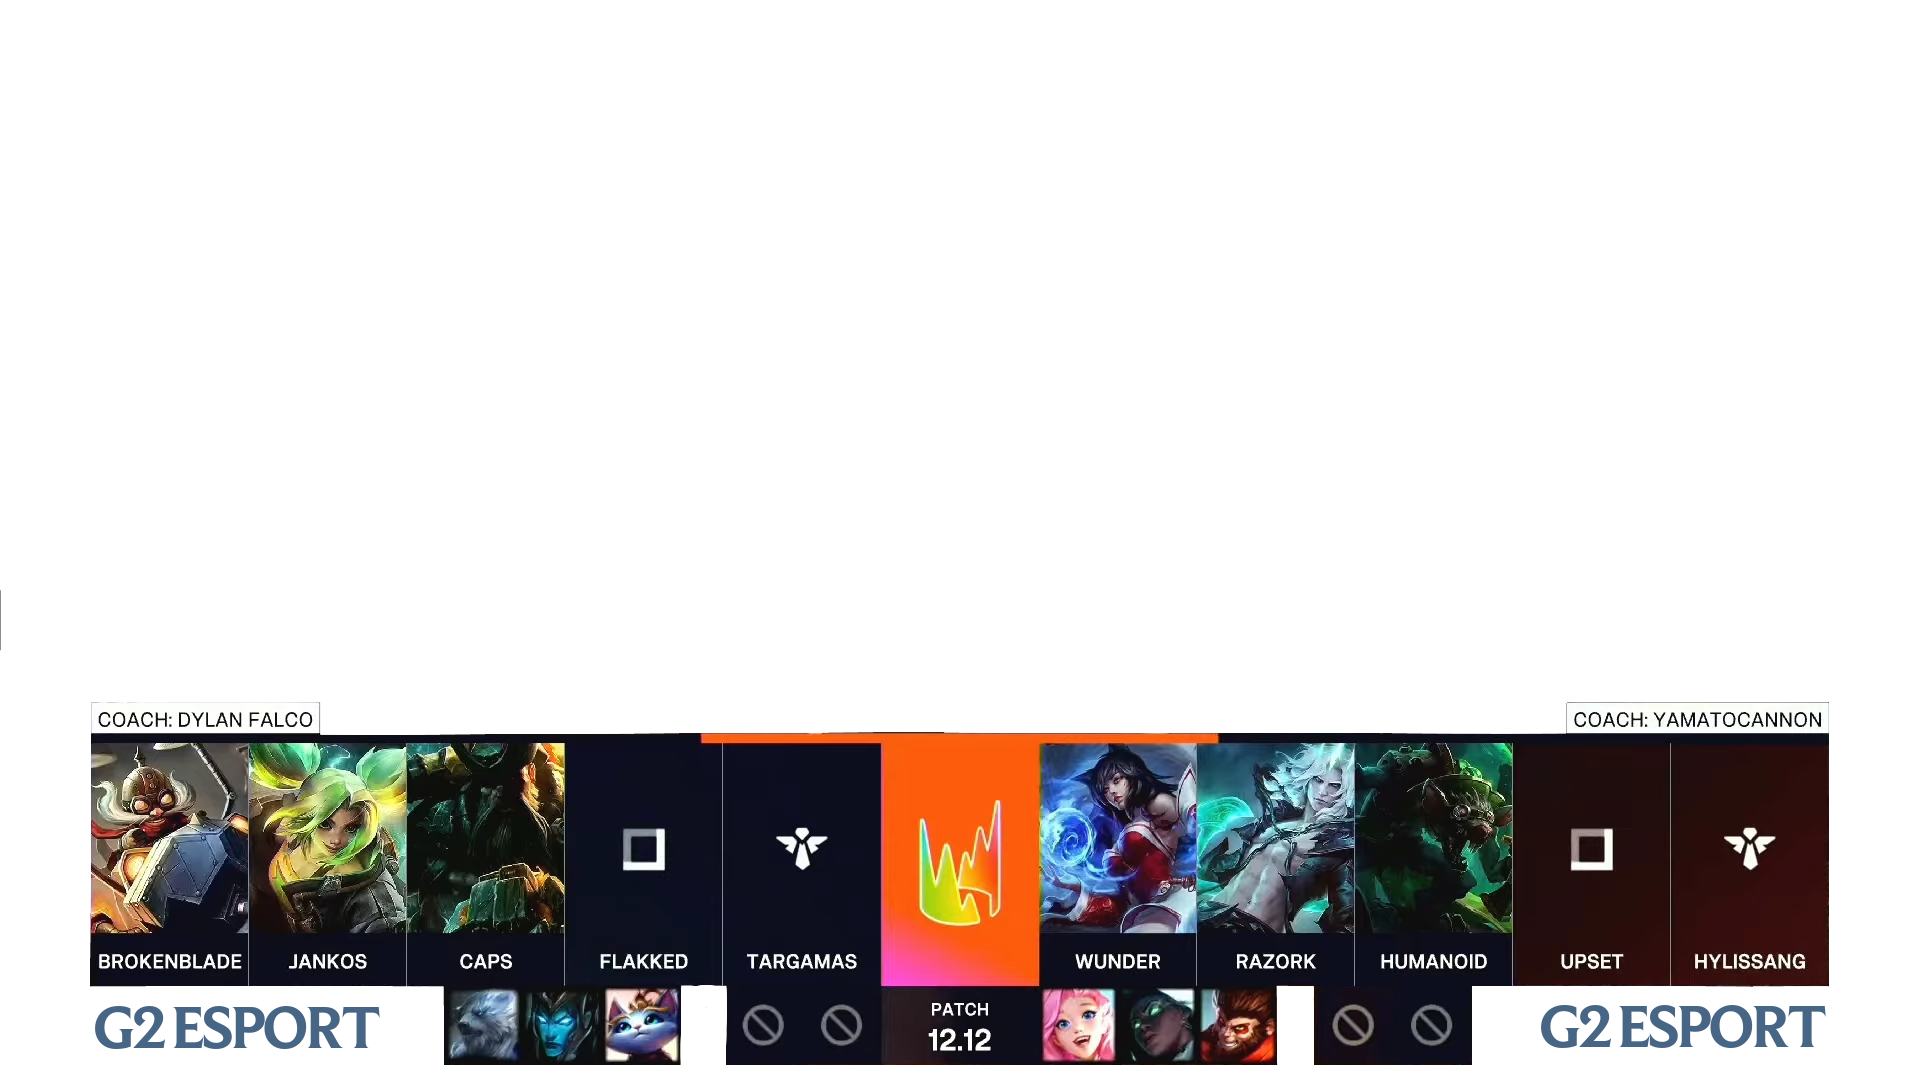 COACH: DYLAN FALCO
COACH: YAMATOCANNON
BROKENBLADE
JANKOS
CAPS
FLAKKED
TARGAMAS
WUNDER
RAZORK
HUMANOID
UPSET
HYLISSANG
G2 ESPORT
PATCH
12.12
G2 ESPORT